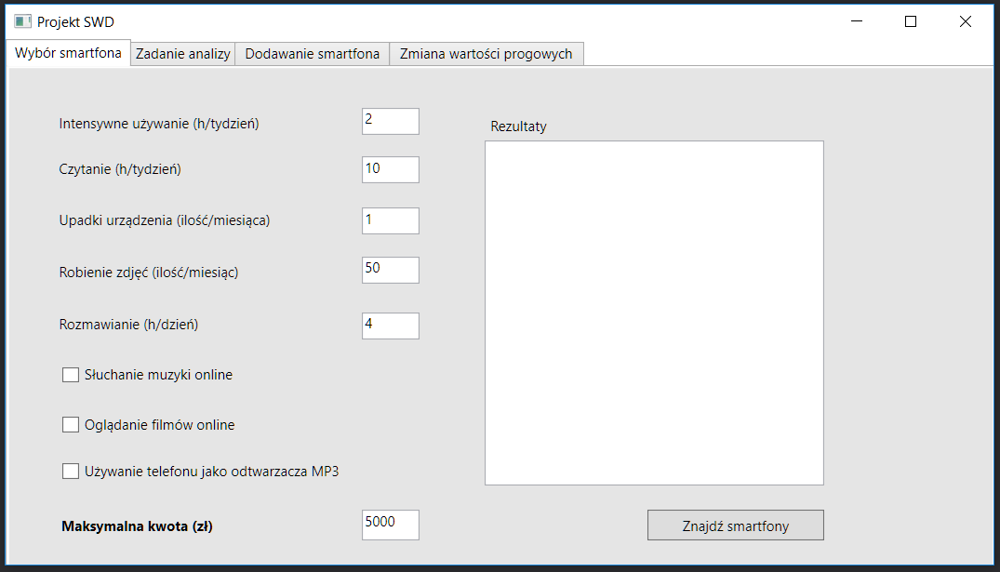 Projekt SWD
Wybór smartfona
Zadanie analizy
Dodawanie smartfona
Zmiana wartości progowych
Intensywne używanie (h/tydzień)
2
Czytanie (h/tydzień)
10
Upadki urządzenia (ilość/miesiąca)
1
Robienie zdjęć (ilość/miesiąc)
50
Rozmawianie (h/dzień)
4
Słuchanie muzyki online
Oglądanie filmów online
Używanie telefonu jako odtwarzacza MP3
Maksymalna kwota (zł)
5000
Rezultaty
Znajdź smartfony